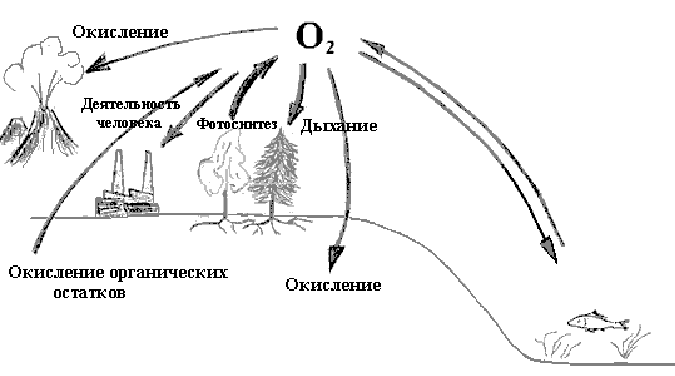 Окисление
O2
Деятельность
человека
Фотосинтез
Дыхание
Окисление органических
остатков
Окисление